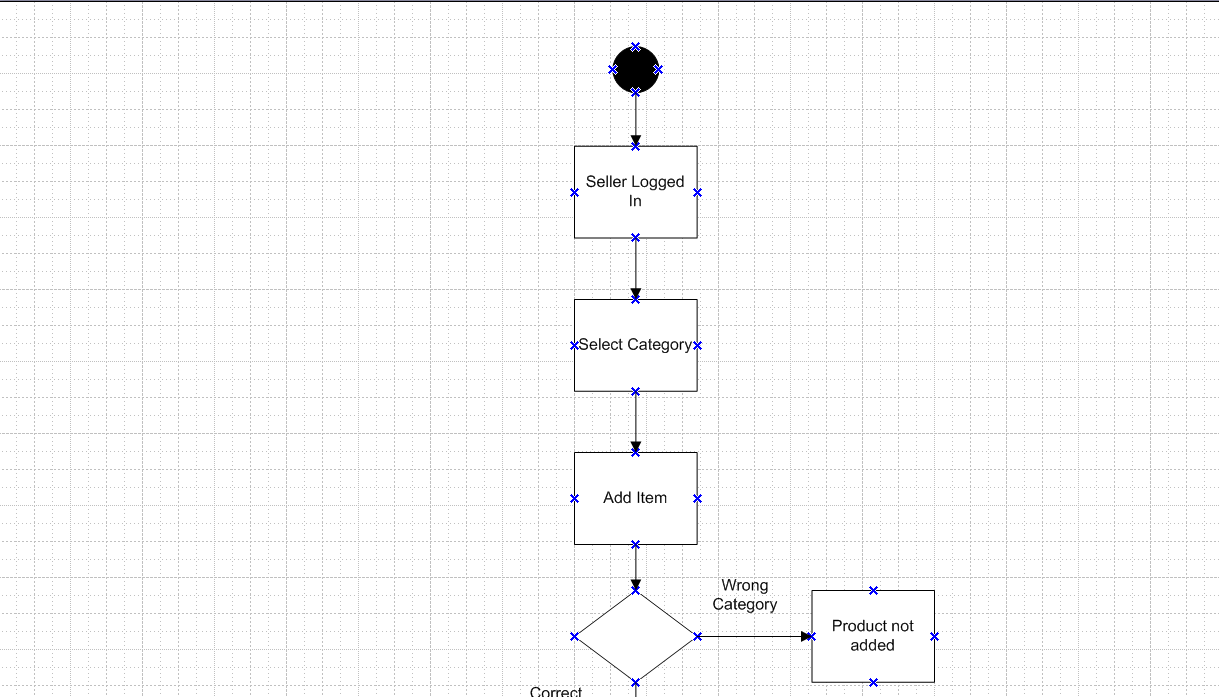 Seller Logged
In
Select Category
Add Item
Wrong
Category
Product not
added
Correct